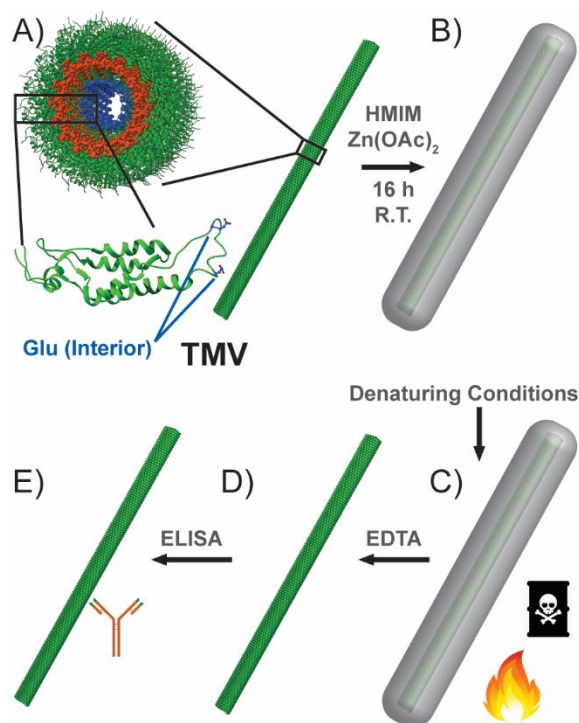 A)
B)
HMIM
Zn(OAc)₂
16 h
R.T.
Glu (Interior)
TMV
Denaturing Conditions
E)
D)
C)
ELISA
EDTA